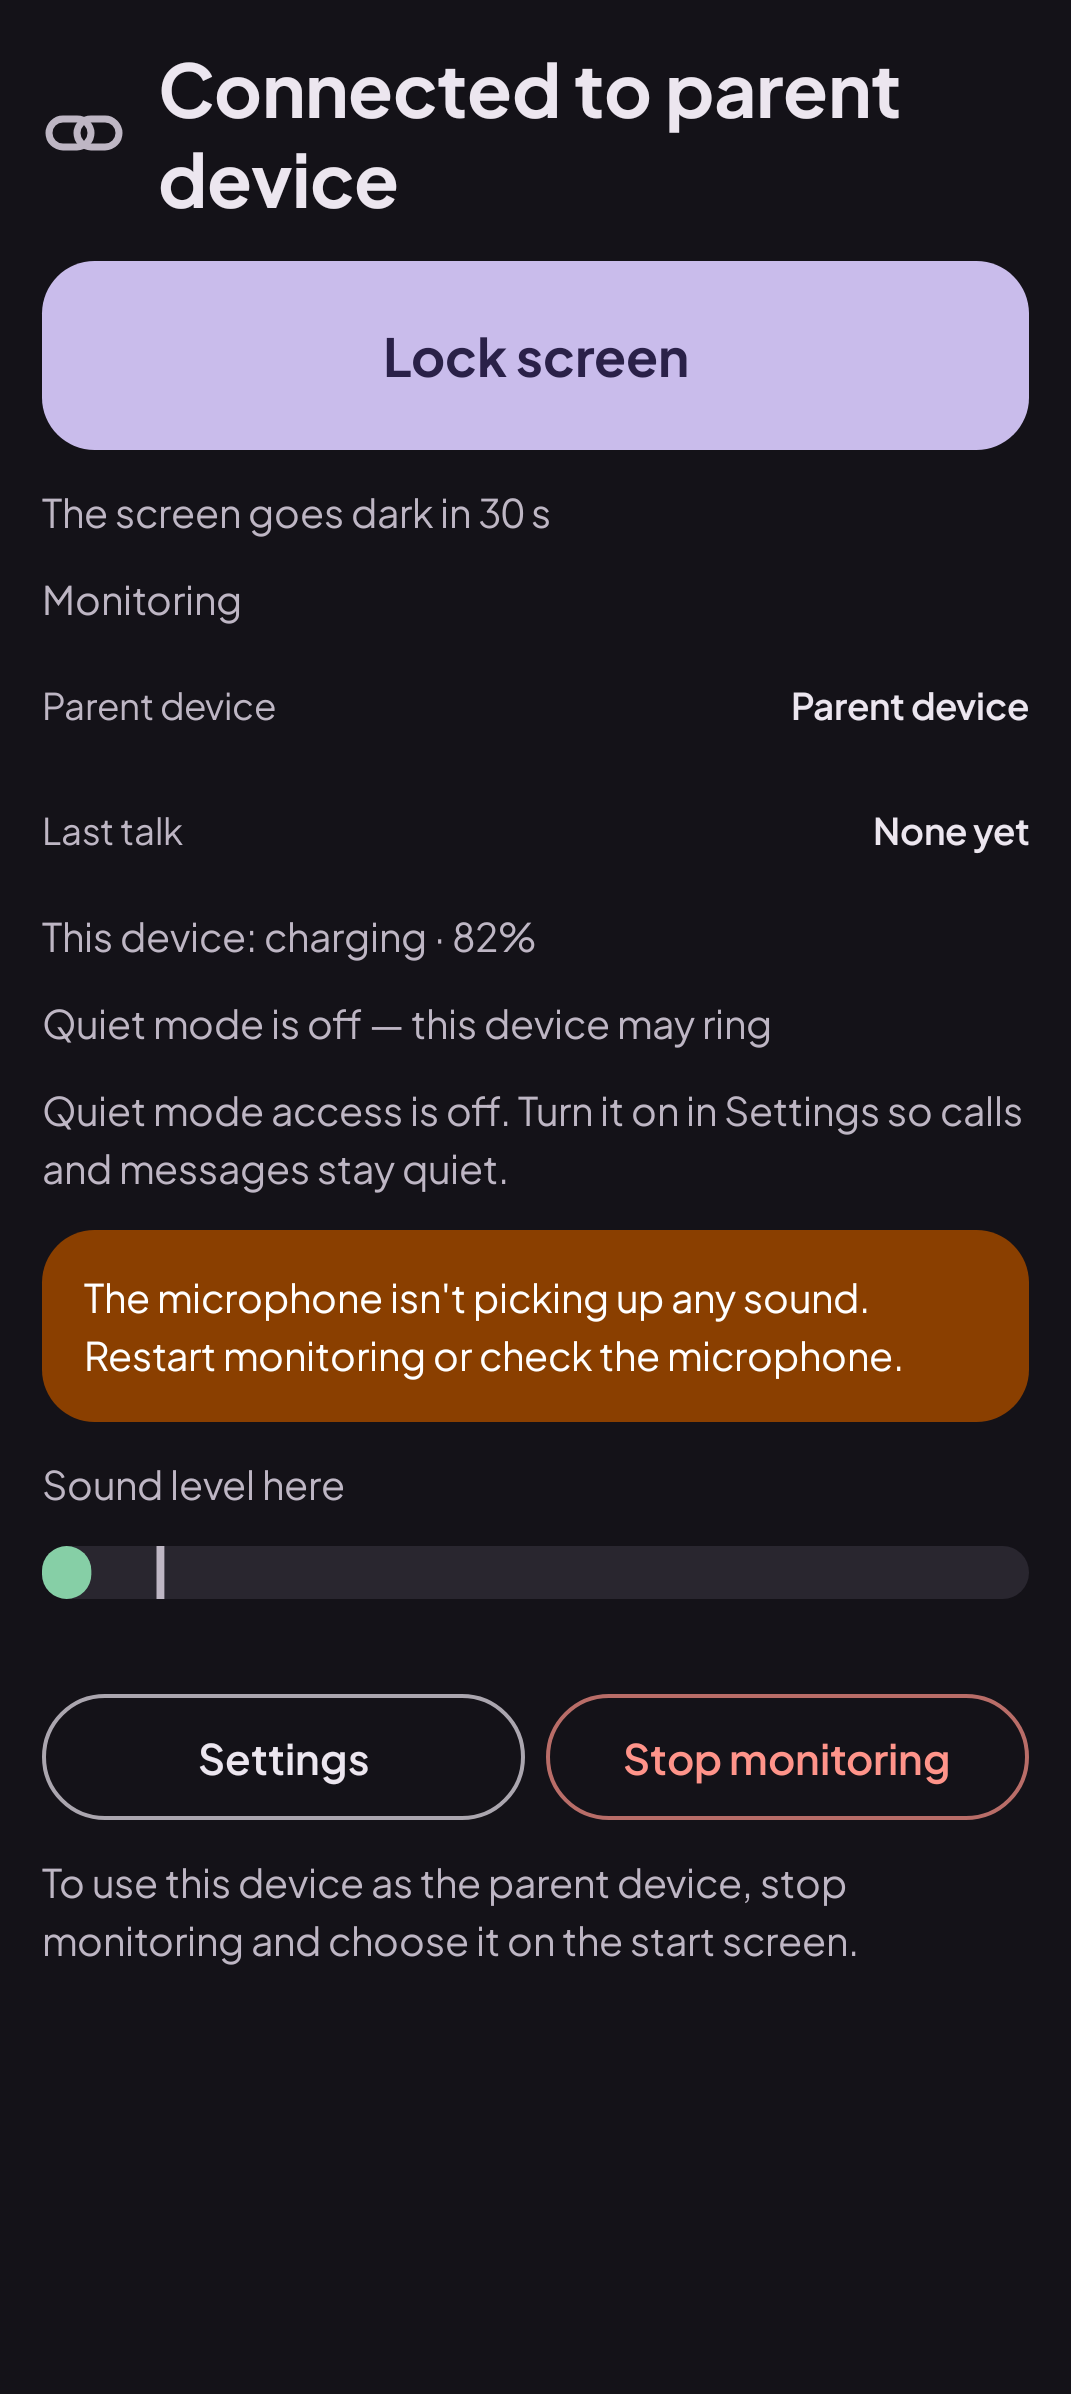 Connected to parent
device
Lock screen
The screen goes dark in 30 s
Monitoring
Parent device
Parent device
Last talk
None yet
This device: charging · 82%
Quiet mode is off — this device may ring
Quiet mode access is off. Turn it on in Settings so calls
and messages stay quiet.
The microphone isn't picking up any sound.
Restart monitoring or check the microphone.
Sound level here
Settings
Stop monitoring
To use this device as the parent device, stop
monitoring and choose it on the start screen.